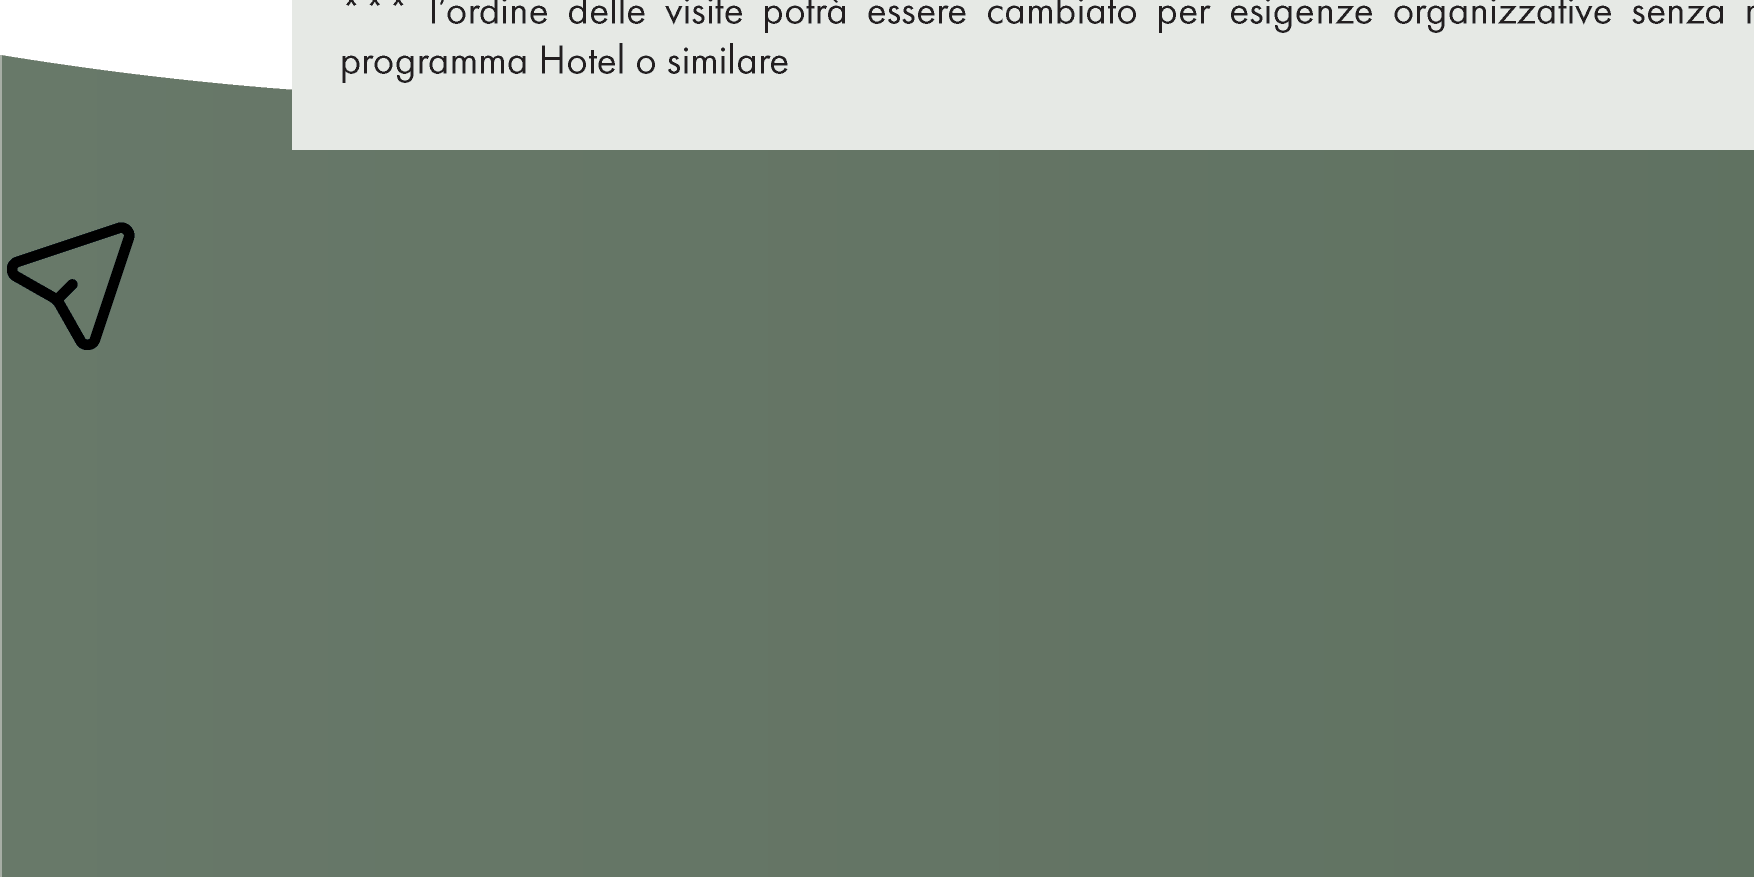 *** l'ordine delle visite potrà essere cambiato per esigenze organizzative senza
programma Hotel o similare